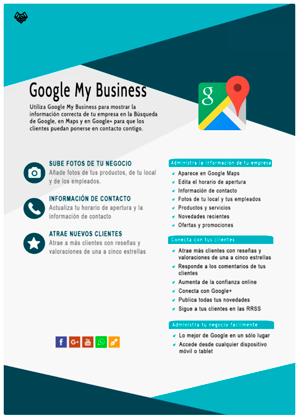 Google My Business
Utiliza Google My Business para mostrar la
información correcta de tu empresa en la Búsqueda
de Google, en Maps y en Google+ para que los
clientes puedan ponerse en contacto contigo.
g
SUBE FOTOS DE TU NEGOCIO
Añade fotos de tus productos, de tu local
y de los empleados.
INFORMACIÓN DE CONTACTO
Actualiza tu horario de apertura y la
información de contacto
ATRAE NUEVOS CLIENTES
Atrae a más clientes con reseñas y
valoraciones de una a cinco estrellas
Administra la información de tu empresa
Aparece en Google Maps
Edita el horario de apertura
Información de contacto
Fotos de tu local y tus empleados
Productos y servicios
Novedades recientes
Ofertas y promociones
Conecta con tus clientes
Atrae más clientes con reseñas y
valoraciones de una a cinco estrellas
Responde a los comentarios de tus
clientes
Aumenta de la confianza online
Conecta con Google+
Publica todas tus novedades
Sigue a tus clientes en las RRSS
Administra tu negocio facilmente
Lo mejor de Google en un sólo lugar
Accede desde cualquier dispositivo
móvil o tablet